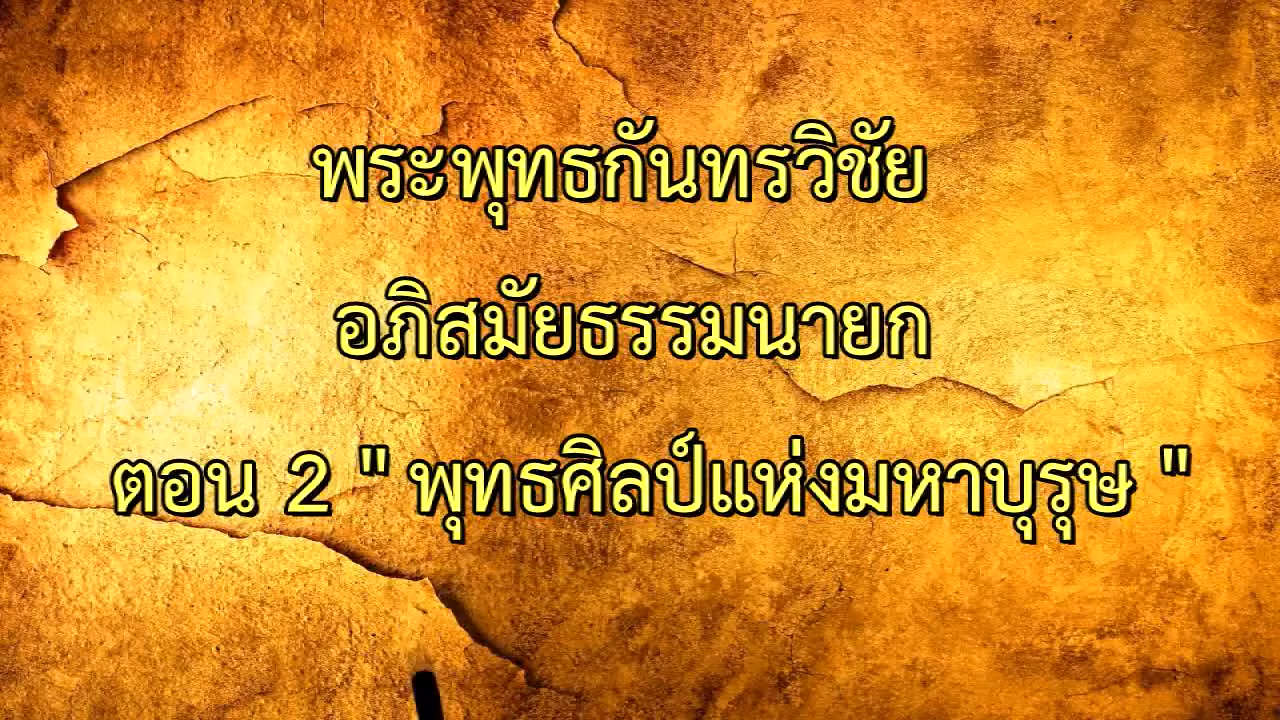 พระพุทธกันทรวิชัย
อภิสมัยธรรมนายก
ตอน 2 " พุทธศิลป์แห่งมหาบุรุษ "